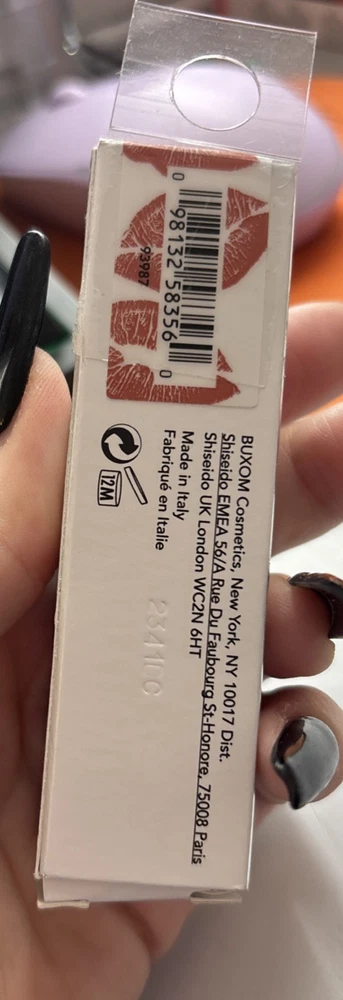 0 98132 58356 0
93987
BUXOM Cosmetics, New York, NY 10017 Dist.
Shiseido EMEA 56/A Rue Du Faubourg St-Honore, 75008 Paris
Shiseido UK London WC2N 6HT
Made in Italy
Fabriqué en Italie
12M